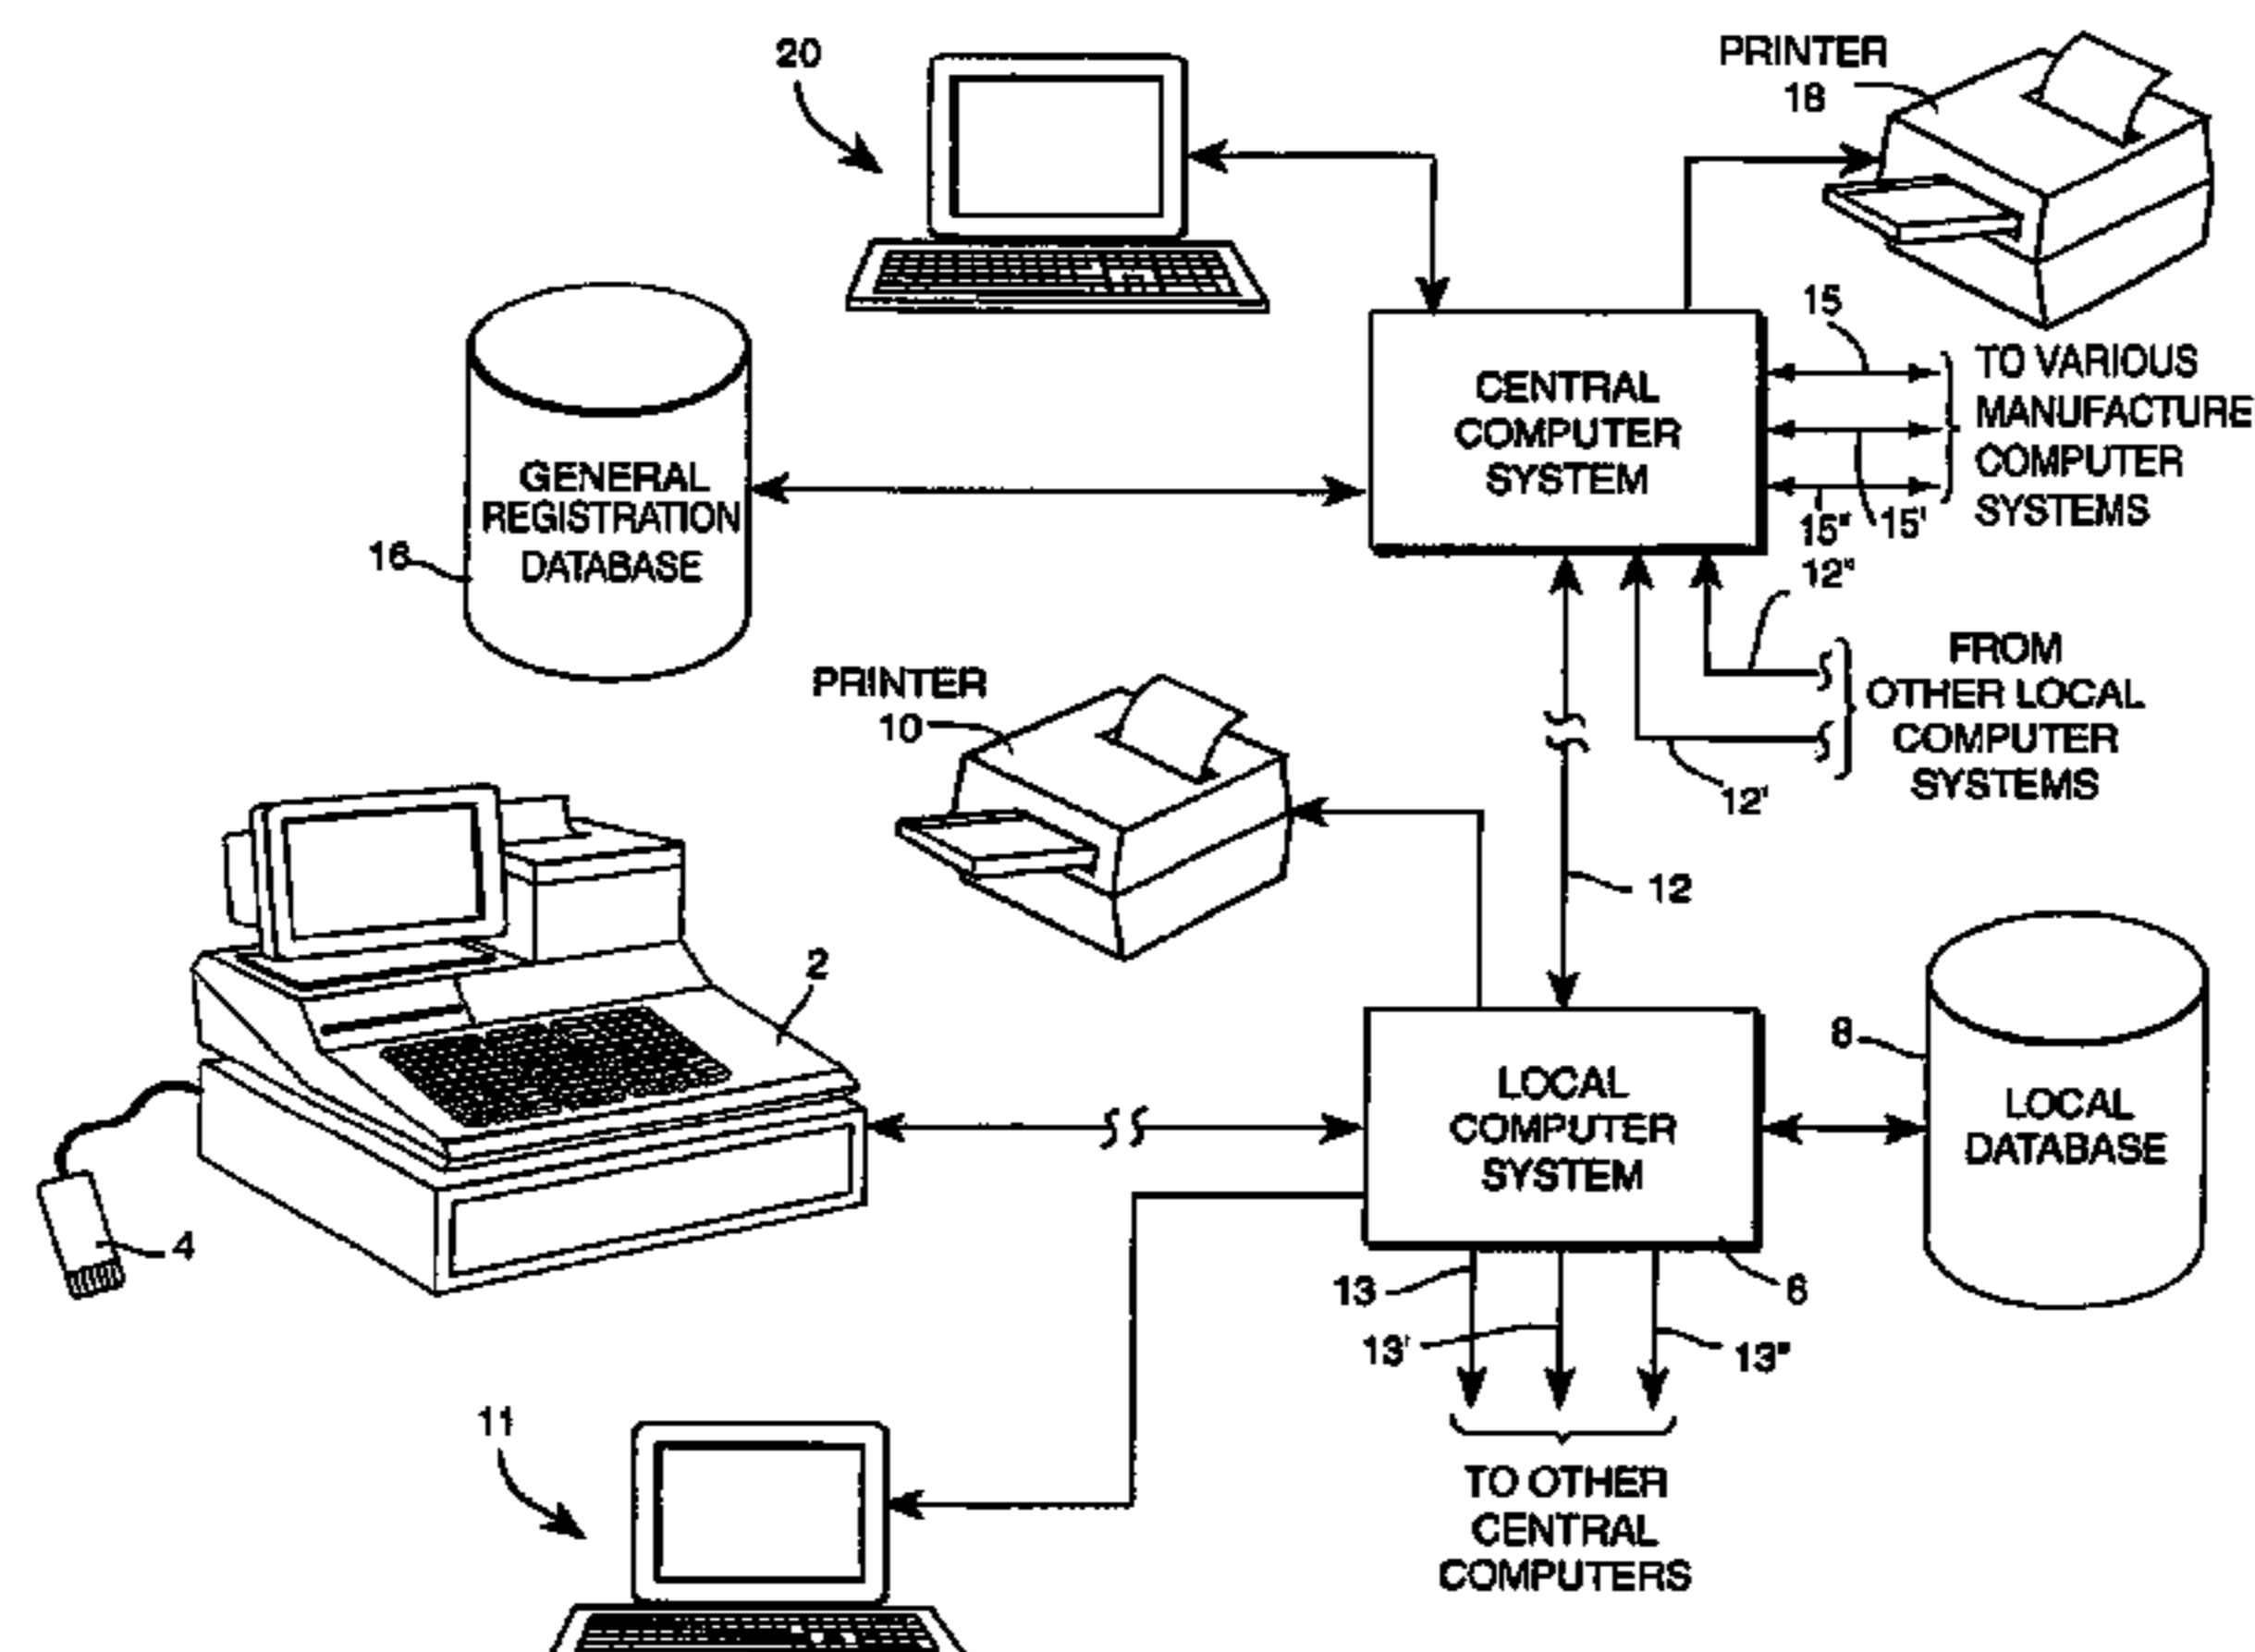 20
PRINTER
18
15
TO VARIOUS
MANUFACTURE
COMPUTER
SYSTEMS
CENTRAL
COMPUTER
SYSTEM
15"
15'
GENERAL
REGISTRATION
DATABASE
16
12"
FROM
OTHER LOCAL
COMPUTER
SYSTEMS
12'
PRINTER
10
12
2
8
LOCAL
DATABASE
LOCAL
COMPUTER
SYSTEM
4
6
13
13'
13"
11
TO OTHER
CENTRAL
COMPUTERS